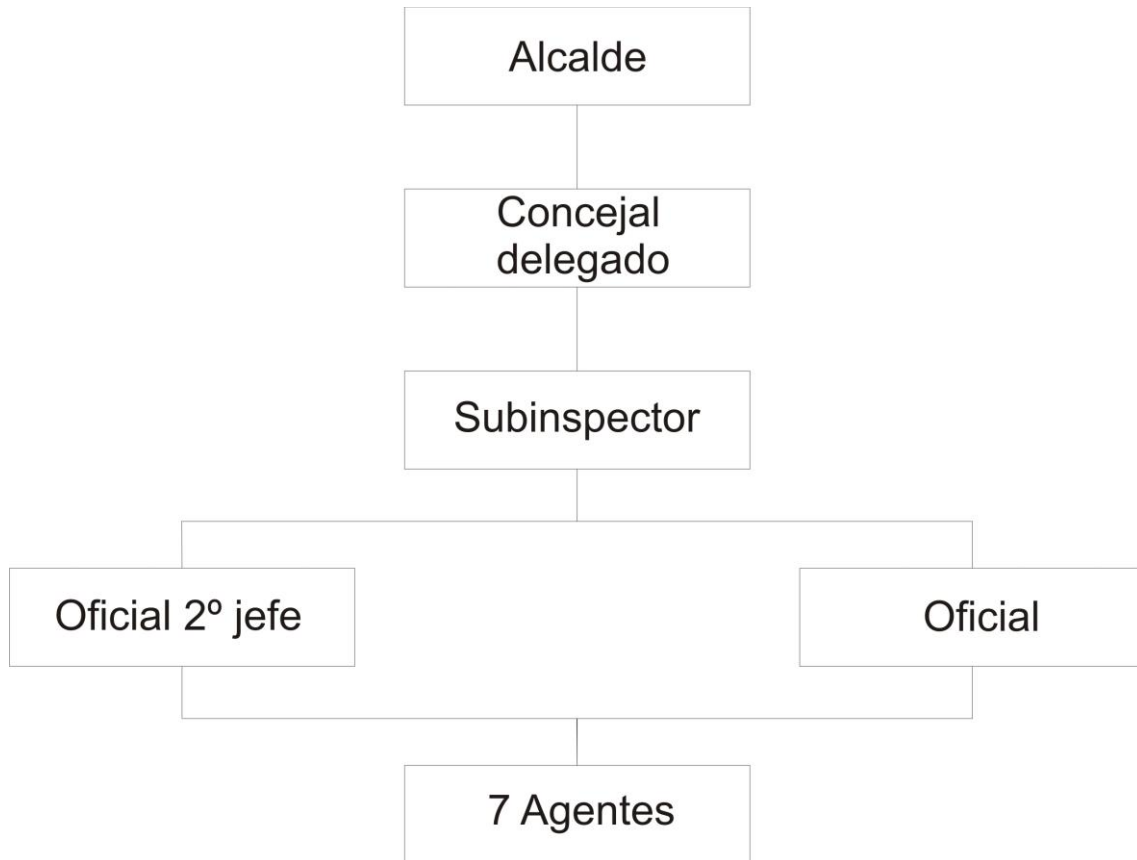 Alcalde
Concejal
delegado
Subinspector
Oficial 2º jefe
Oficial
7 Agentes